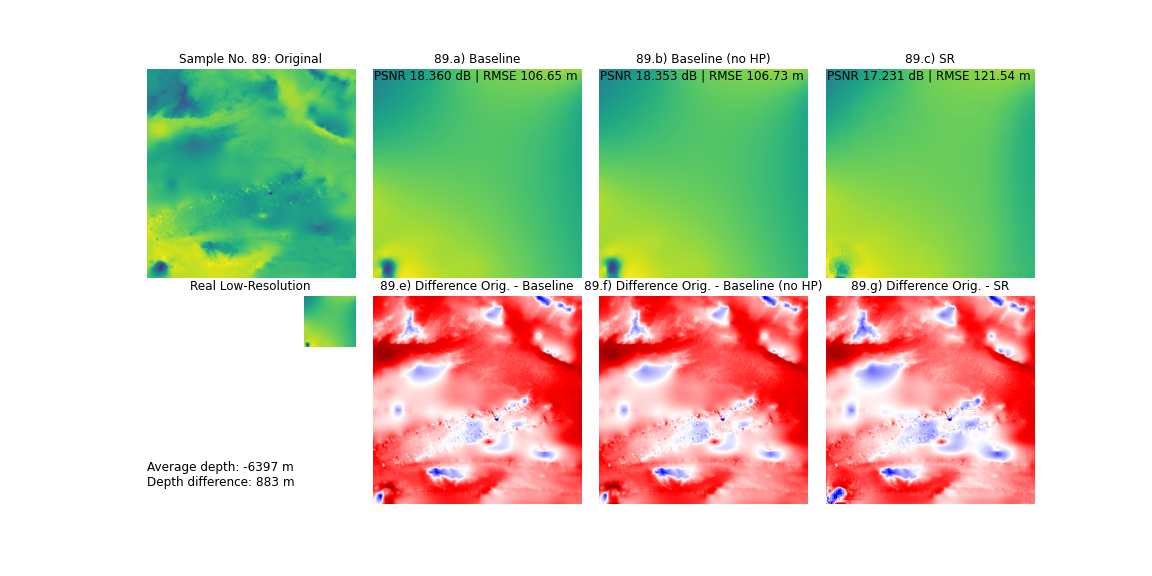 Sample No. 89: Original
89.a) Baseline
89.b) Baseline (no HP)
89.c) SR
PSNR 18.360 dB | RMSE 106.65 m
PSNR 18.353 dB | RMSE 106.73 m
PSNR 17.231 dB | RMSE 121.54 m
Real Low-Resolution
89.e) Difference Orig. - Baseline
89.f) Difference Orig. - Baseline (no HP)
89.g) Difference Orig. - SR
Average depth: -6397 m
Depth difference: 883 m